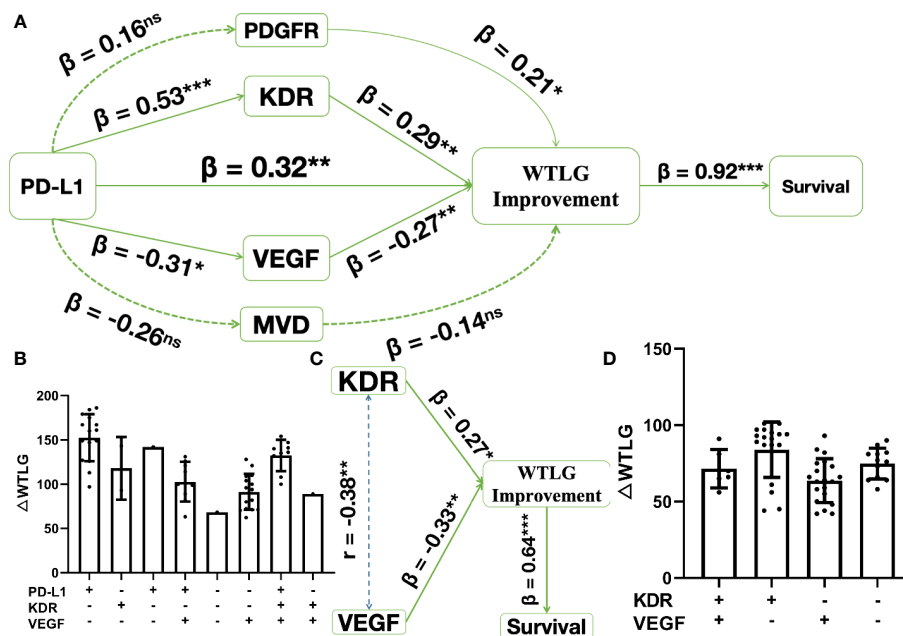 A
PDGFR
β = 0.16ns
β = 0.21*
KDR
β = 0.53***
β = 0.29**
PD-L1
β = 0.32**
WTLG
Improvement
β = 0.92***
Survival
β = -0.31*
VEGF
β = -0.27**
β = -0.26ns
MVD
β = -0.14ns
B
200
150
100
50
0
△WTLG
PD-L1 + - + + - - + -
KDR - + - - - - + +
VEGF - - - + - + + +
C
KDR
β = 0.27*
r = -0.38**
WTLG
Improvement
β = -0.33**
β = 0.64***
VEGF
Survival
D
150
100
50
0
△WTLG
KDR + + - -
VEGF + - + -